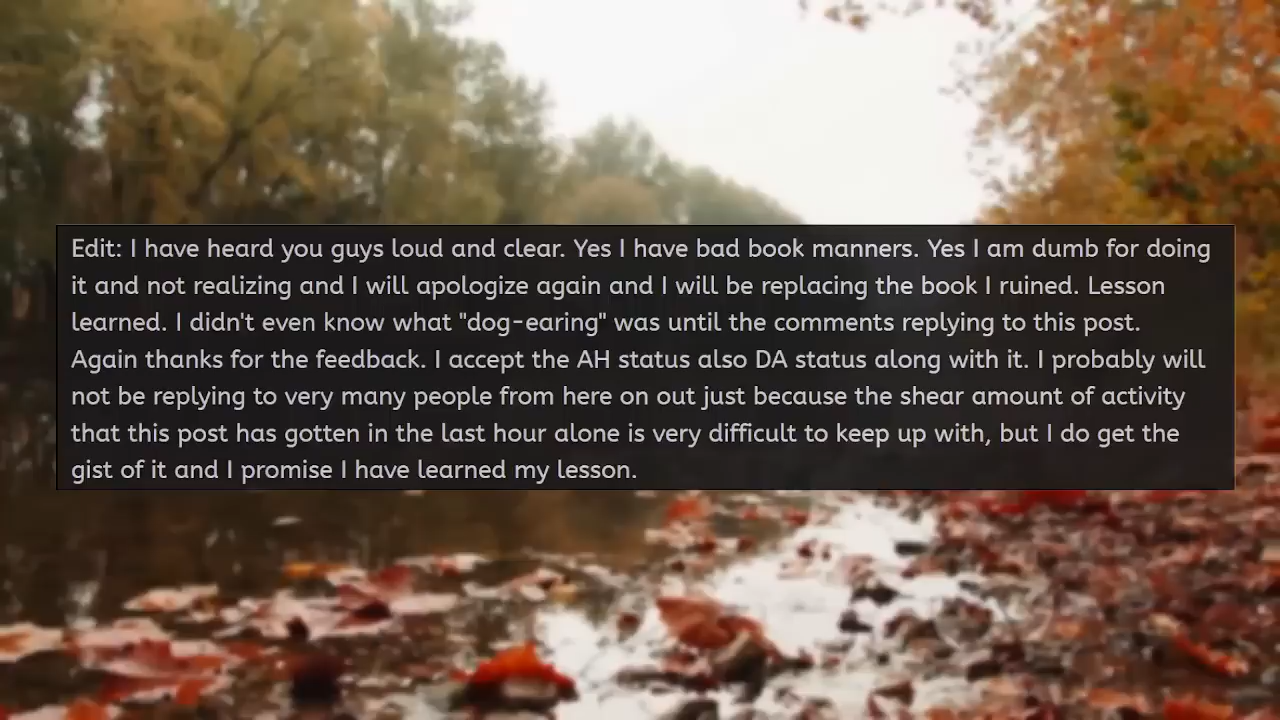 Edit: I have heard you guys loud and clear. Yes I have bad book manners. Yes I am dumb for doing
it and not realizing and I will apologize again and I will be replacing the book I ruined. Lesson
learned. I didn't even know what "dog-earing" was until the comments replying to this post.
Again thanks for the feedback. I accept the AH status also DA status along with it. I probably will
not be replying to very many people from here on out just because the shear amount of activity
that this post has gotten in the last hour alone is very difficult to keep up with, but I do get the
gist of it and I promise I have learned my lesson.